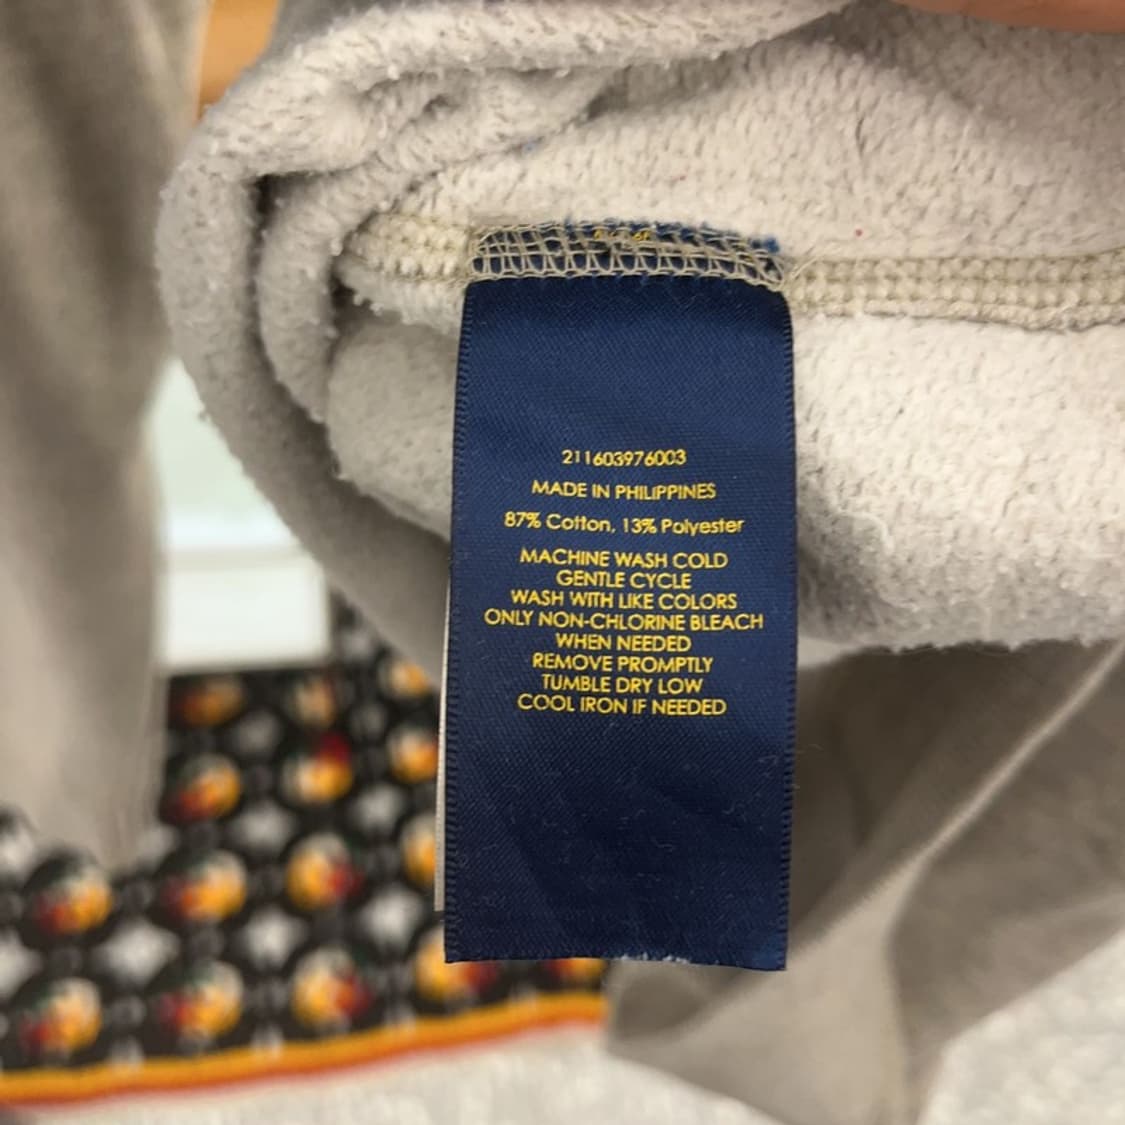 211603976003
MADE IN PHILIPPINES
87% Cotton, 13% Polyester
MACHINE WASH COLD
GENTLE CYCLE
WASH WITH LIKE COLORS
ONLY NON-CHLORINE BLEACH
WHEN NEEDED
REMOVE PROMPTLY
TUMBLE DRY LOW
COOL IRON IF NEEDED